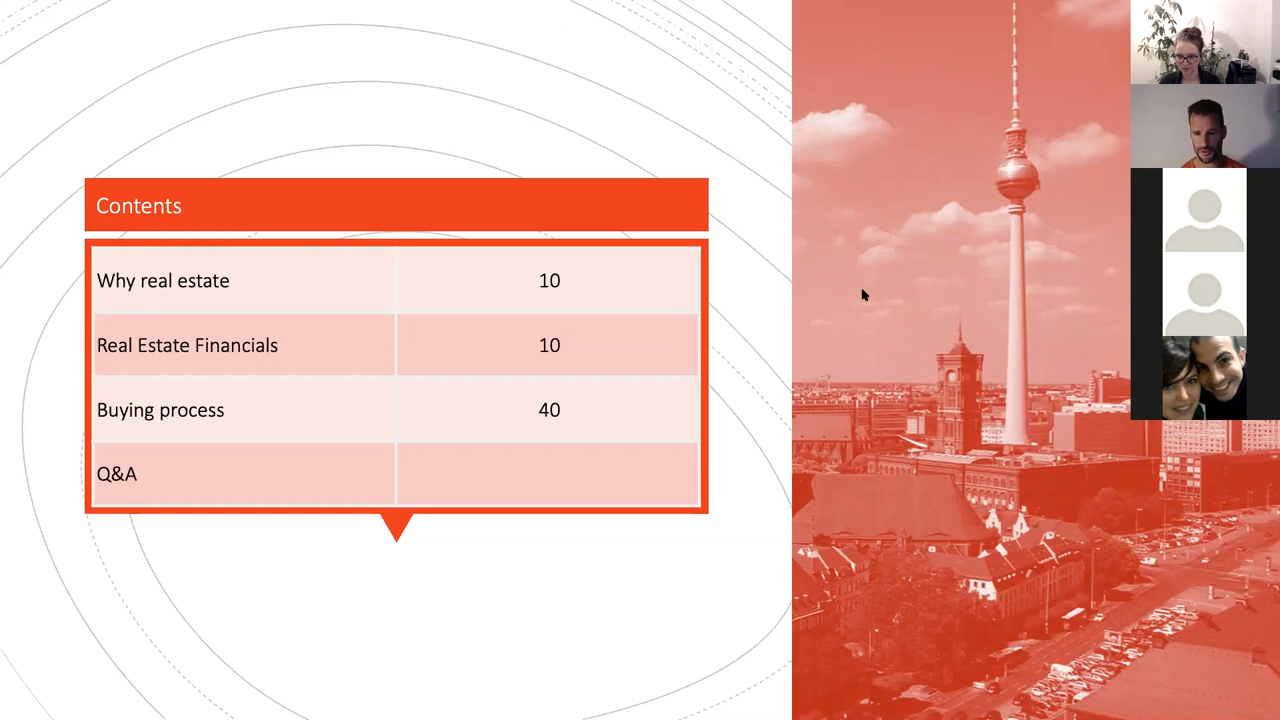 Contents
Why real estate 10
Real Estate Financials 10
Buying process 40
Q&A